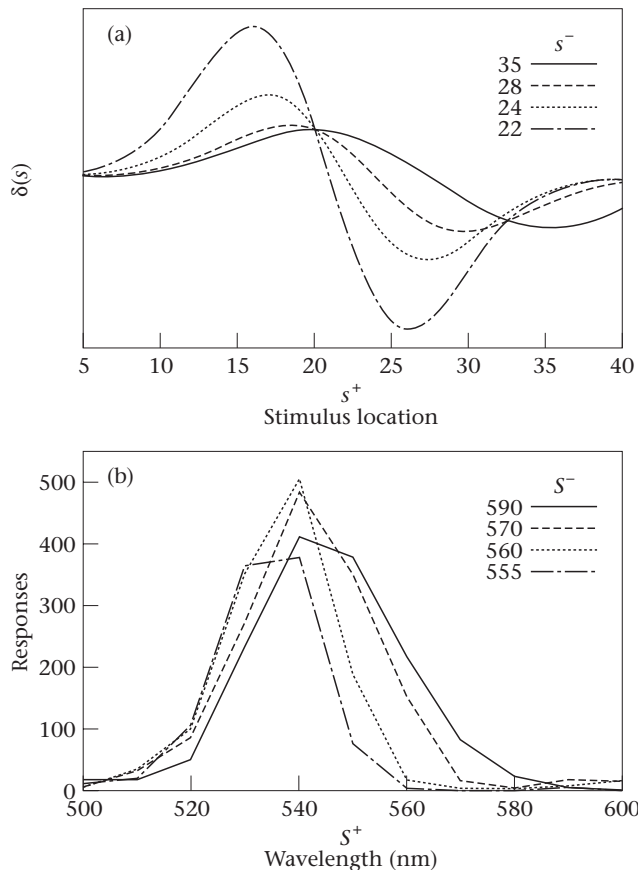 (a)
s⁻
35
28
24
22
δ(s)
5 10 15 20 25 30 35 40
s⁺
Stimulus location
(b)
S⁻
590
570
560
555
500
400
300
200
100
0
Responses
500 520 540 560 580 600
S⁺
Wavelength (nm)